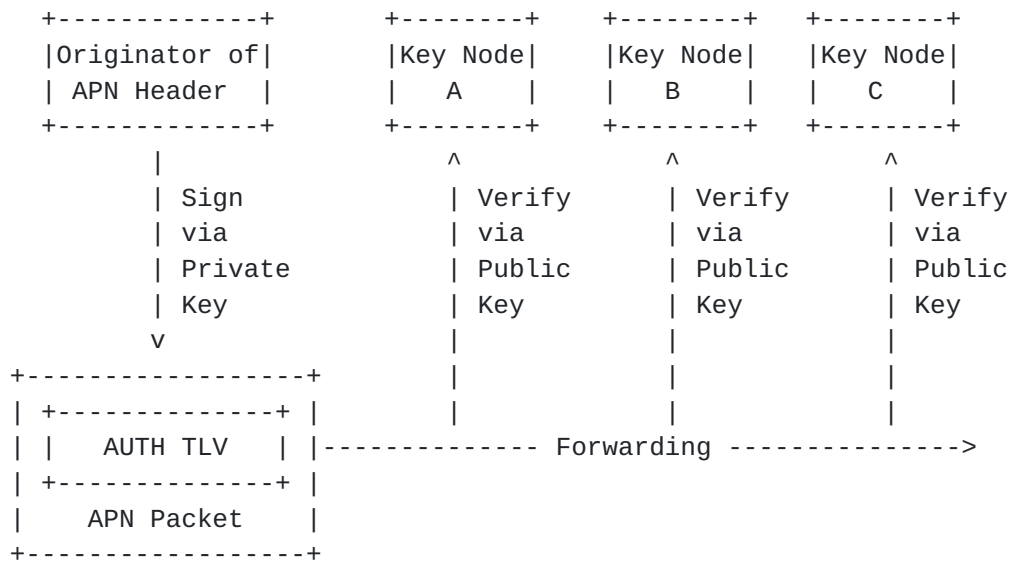 +-------------+       +--------+    +--------+   +--------+
|Originator of|       |Key Node|    |Key Node|   |Key Node|
| APN Header  |       |   A    |    |   B    |   |   C    |
+-------------+       +--------+    +--------+   +--------+
       |                  ^             ^             ^
       | Sign             | Verify      | Verify      | Verify
       | via              | via         | via         | via
       | Private          | Public      | Public      | Public
       | Key              | Key         | Key         | Key
       v                  |             |             |
+------------------+      |             |             |
| +--------------+ |      |             |             |
| |   AUTH TLV   | |-------------- Forwarding --------------->
| +--------------+ |
|    APN Packet    |
+------------------+